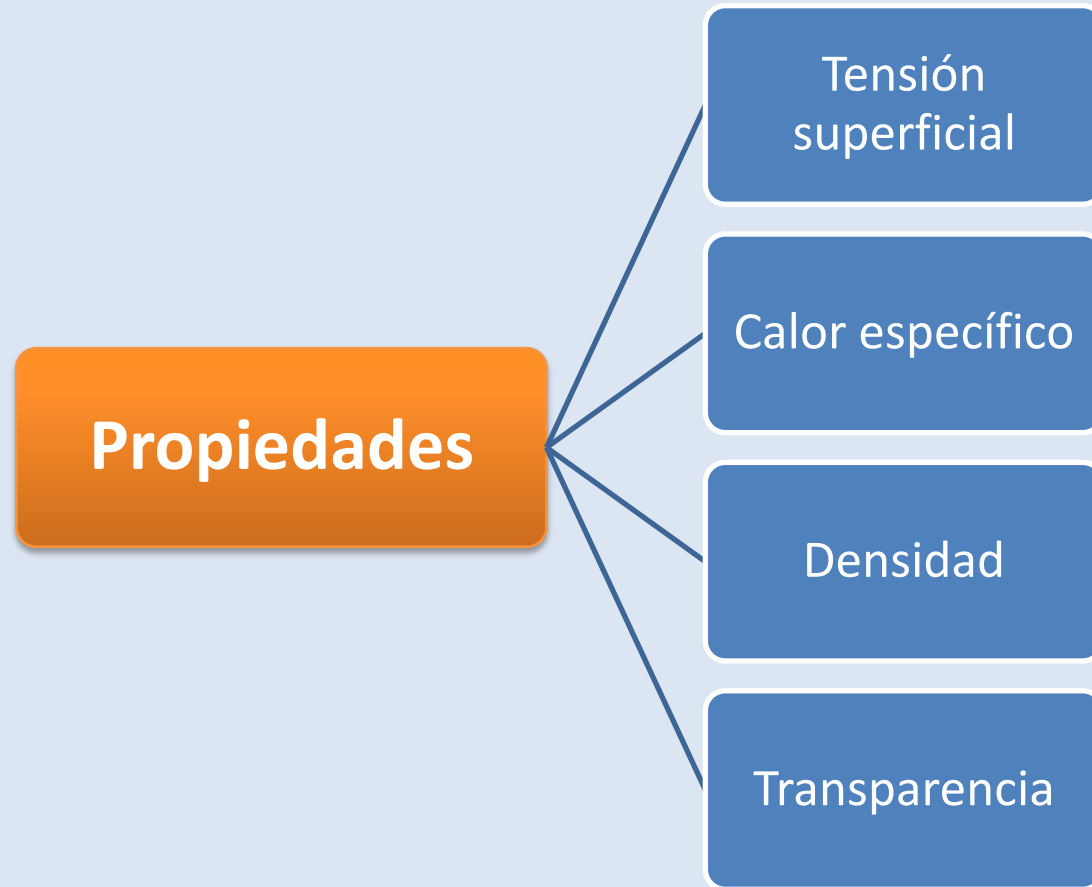 Propiedades
Tensión
superficial
Calor específico
Densidad
Transparencia